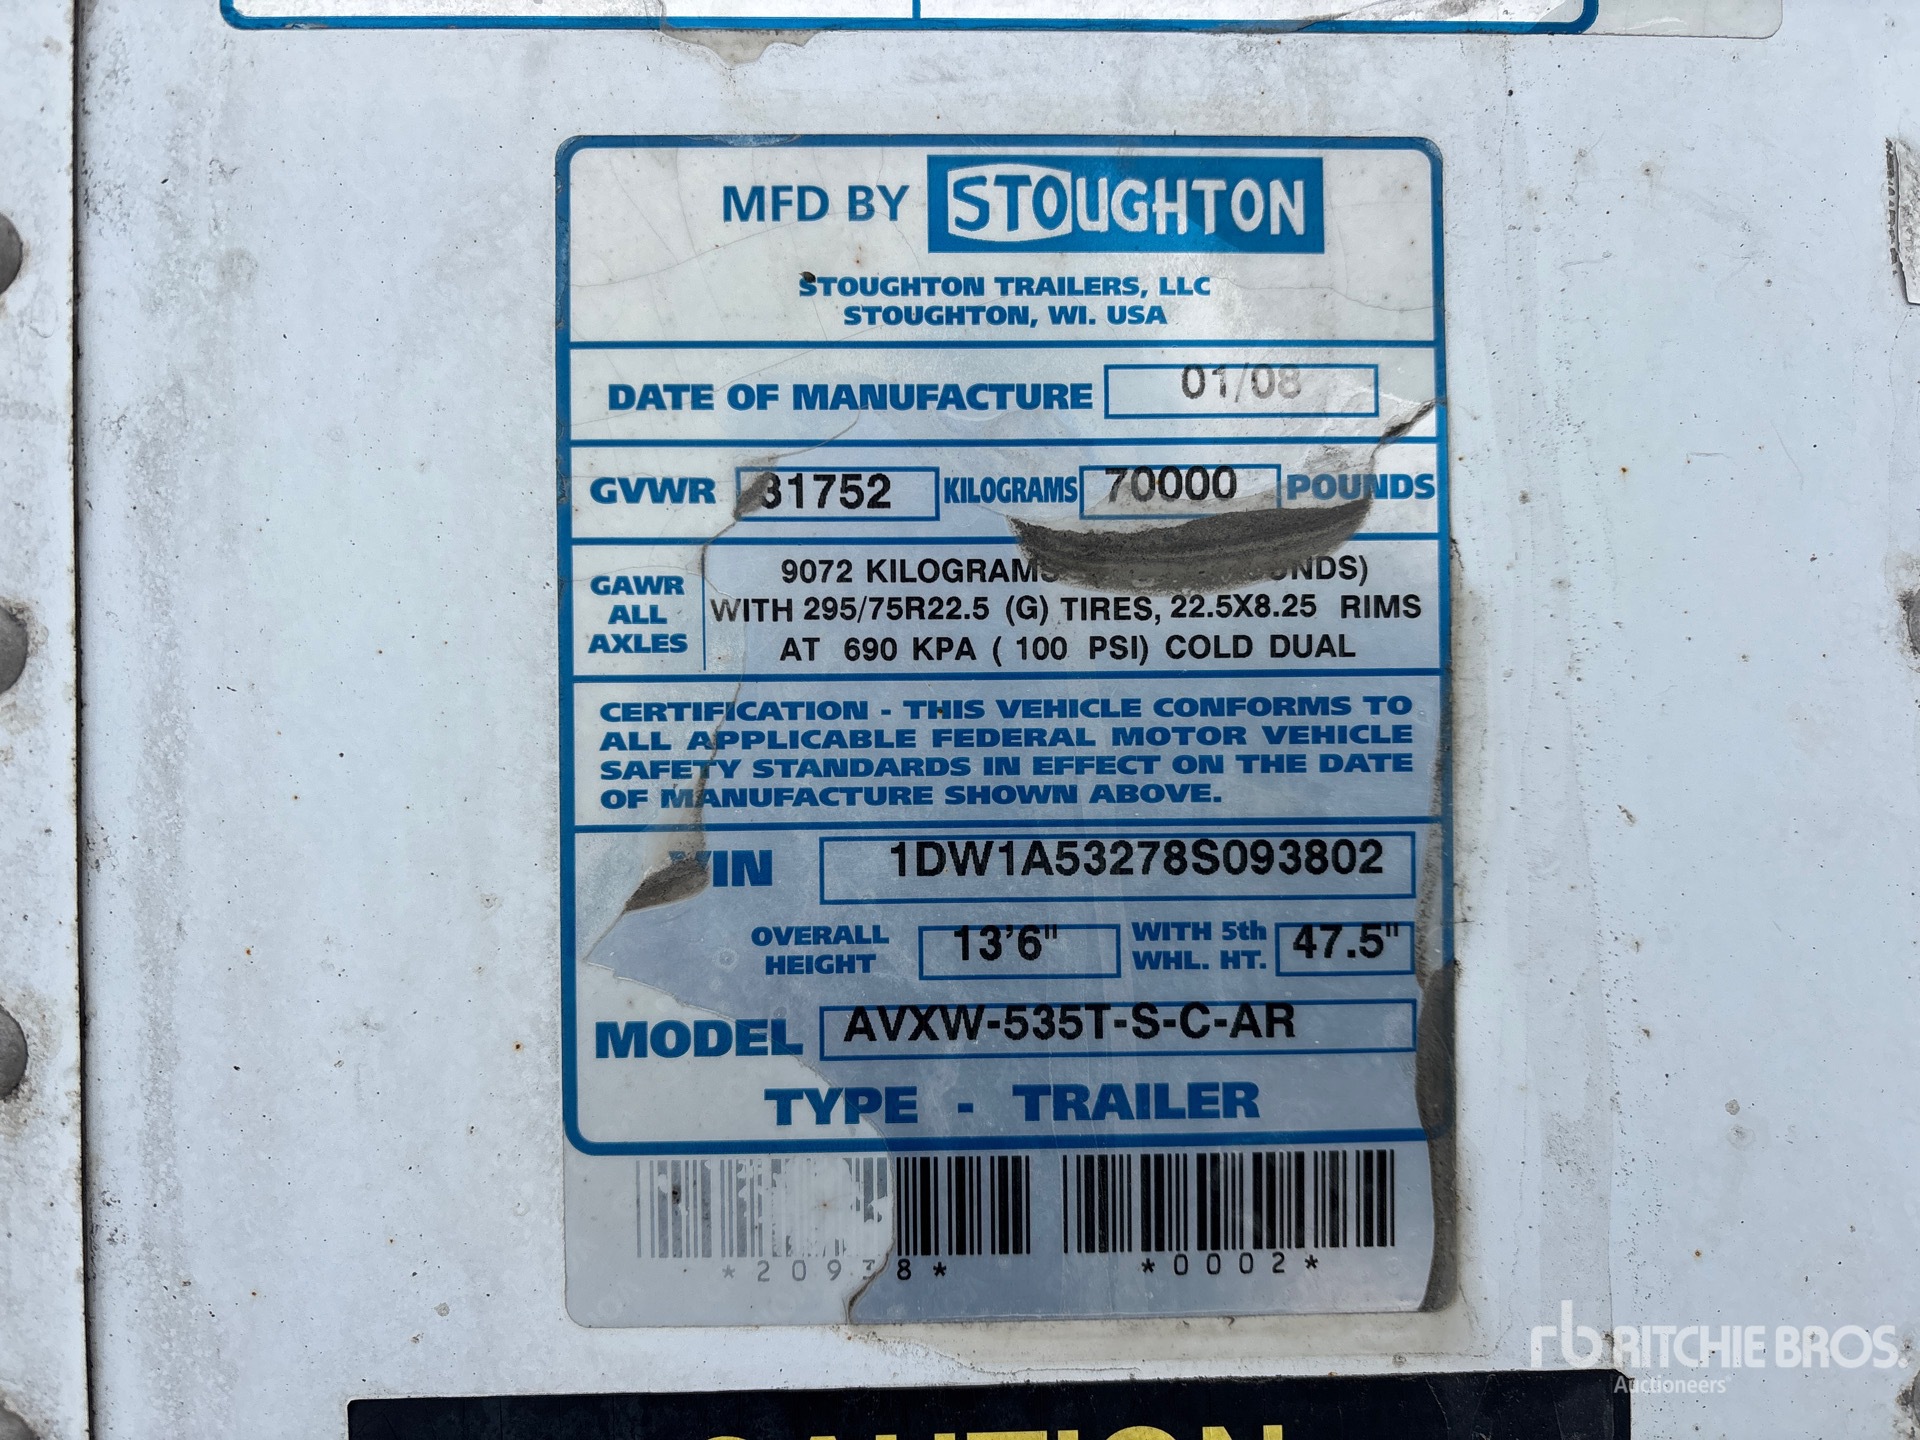 MFD BY STOUGHTON
STOUGHTON TRAILERS, LLC
STOUGHTON, WI. USA
DATE OF MANUFACTURE 01/08
GVWR 31752 KILOGRAMS 70000 POUNDS
GAWR ALL AXLES
9072 KILOGRAMS
WITH 295/75R22.5 (G) TIRES, 22.5X8.25 RIMS
AT 690 KPA ( 100 PSI) COLD DUAL
CERTIFICATION - THIS VEHICLE CONFORMS TO
ALL APPLICABLE FEDERAL MOTOR VEHICLE
SAFETY STANDARDS IN EFFECT ON THE DATE
OF MANUFACTURE SHOWN ABOVE.
VIN 1DW1A53278S093802
OVERALL HEIGHT 13'6" WITH 5th WHL. HT. 47.5"
MODEL AVXW-535T-S-C-AR
TYPE - TRAILER
*20938* *0002*
rb RITCHIE BROS.
Auctioneers
CAUTION